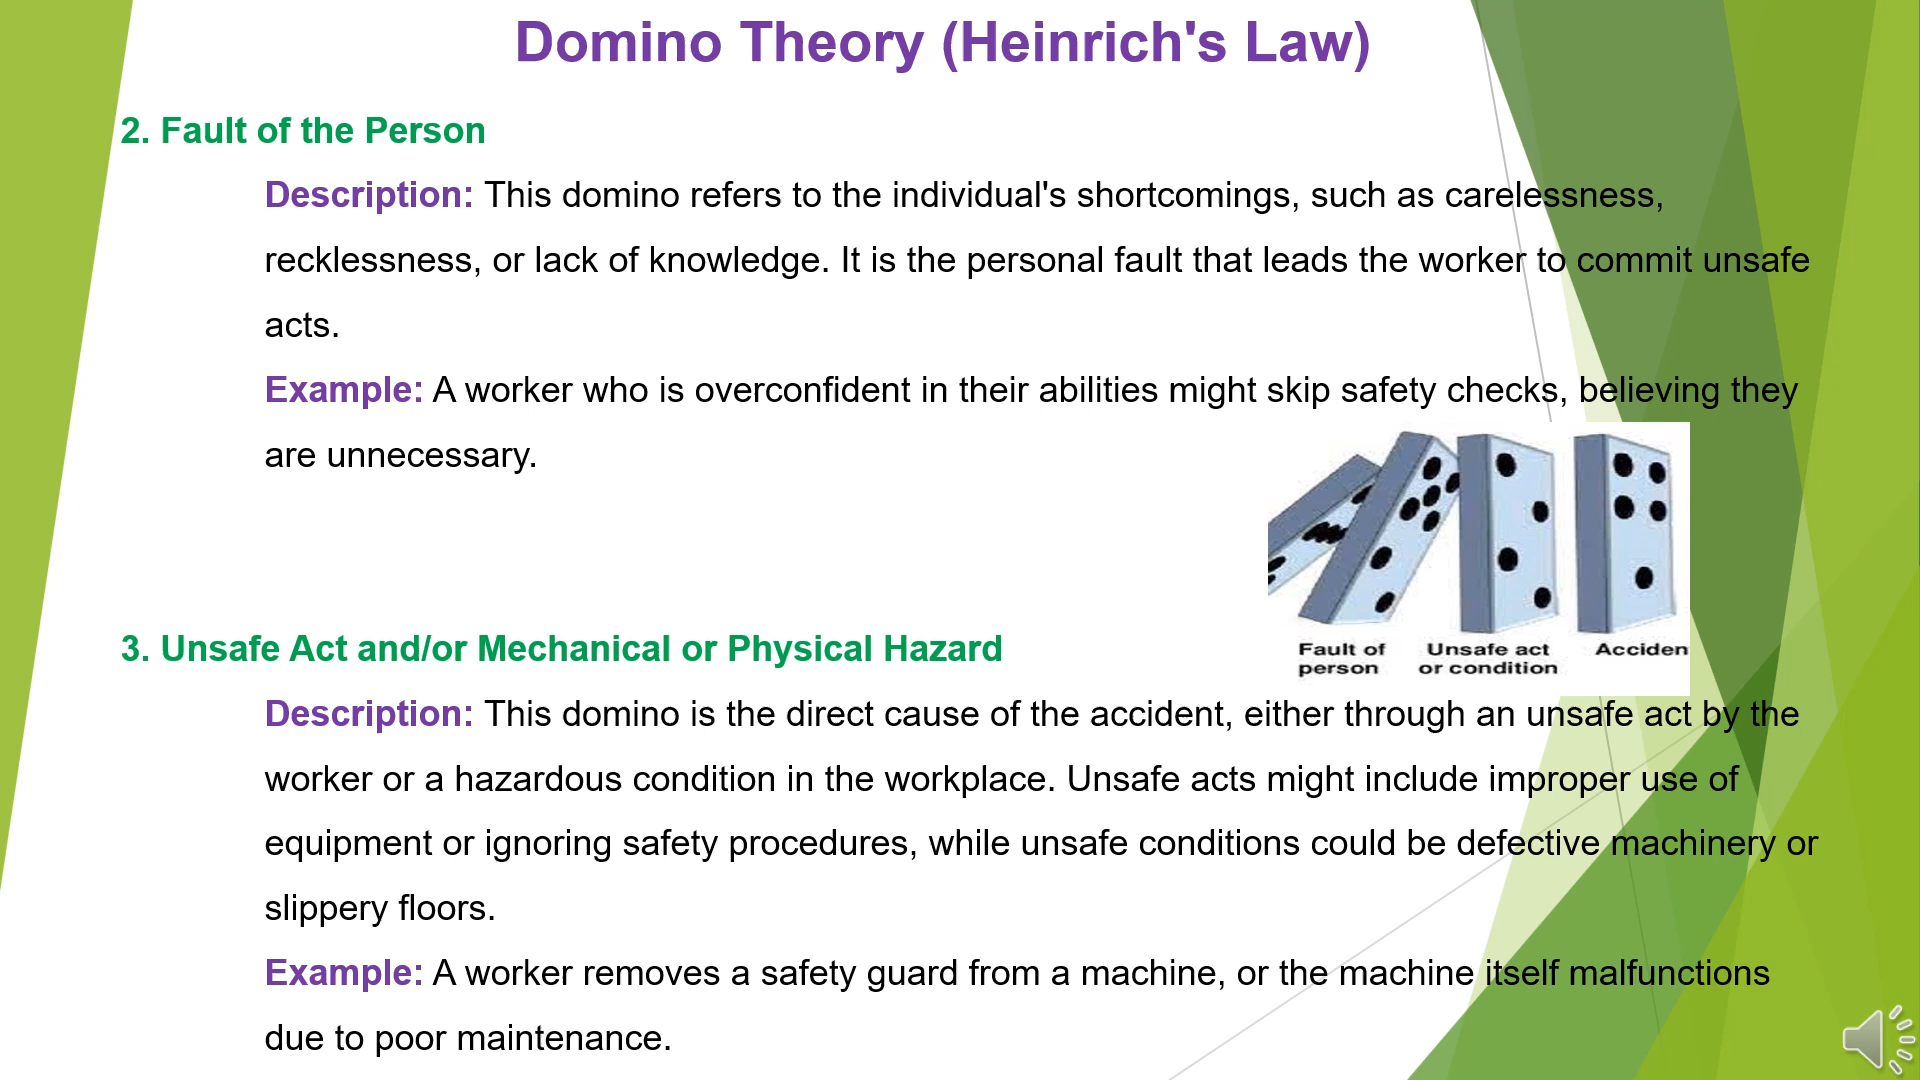 Domino Theory (Heinrich's Law)
2. Fault of the Person
Description: This domino refers to the individual's shortcomings, such as carelessness,
recklessness, or lack of knowledge. It is the personal fault that leads the worker to commit unsafe
acts.
Example: A worker who is overconfident in their abilities might skip safety checks, believing they
are unnecessary.
Fault of
person
Unsafe act
or condition
Acciden
3. Unsafe Act and/or Mechanical or Physical Hazard
Description: This domino is the direct cause of the accident, either through an unsafe act by the
worker or a hazardous condition in the workplace. Unsafe acts might include improper use of
equipment or ignoring safety procedures, while unsafe conditions could be defective machinery or
slippery floors.
Example: A worker removes a safety guard from a machine, or the machine itself malfunctions
due to poor maintenance.